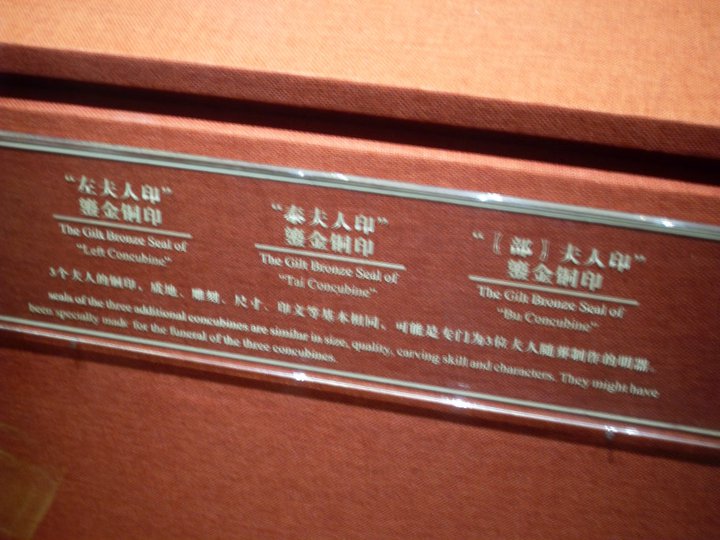 “左夫人印”
鎏金铜印
The Gilt Bronze Seal of
“Left Concubine”
“泰夫人印”
鎏金铜印
The Gilt Bronze Seal of
“Tai Concubine”
“〖部〗夫人印”
鎏金铜印
The Gilt Bronze Seal of
“Bu Concubine”
3个夫人的铜印、质地、雕刻、尺寸、印文等基本相同，可能是专门为3位夫人随葬制作的明器。
seals of the three additional concubines are similar in size, quality, carving skill and characters. They might have
been specially made for the funeral of the three concubines.